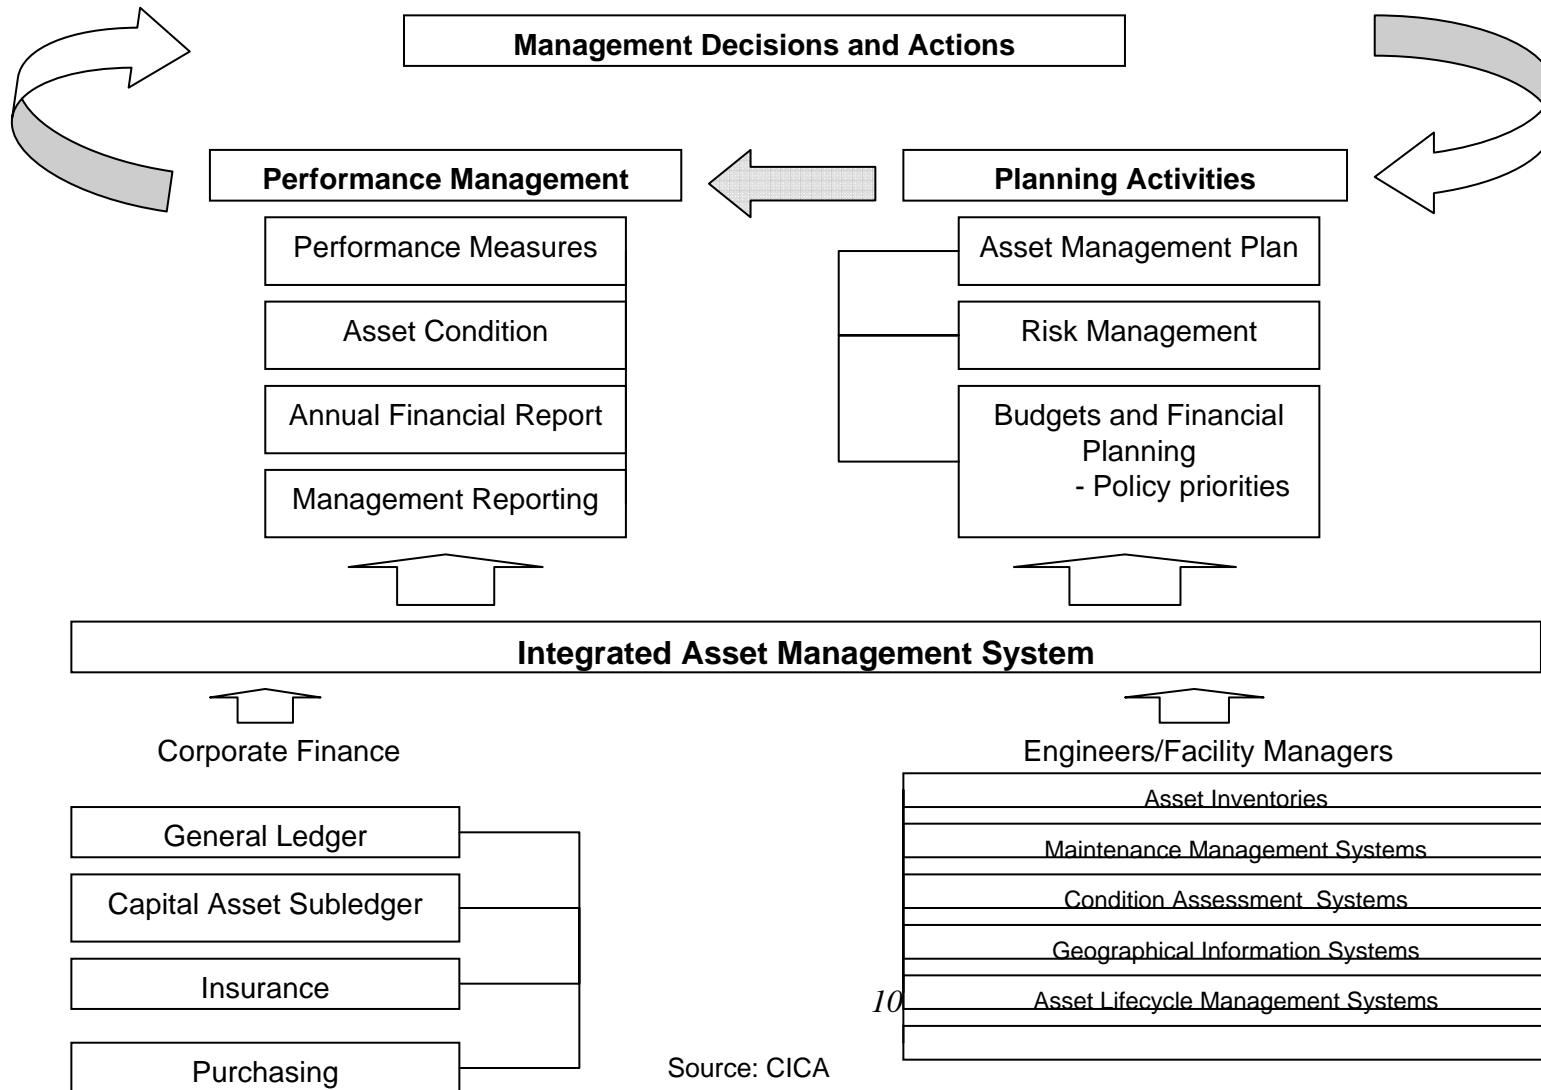 Management Decisions and Actions
Performance Management
Planning Activities
Performance Measures
Asset Condition
Annual Financial Report
Management Reporting
Asset Management Plan
Risk Management
Budgets and Financial
Planning
- Policy priorities
Integrated Asset Management System
Corporate Finance
General Ledger
Capital Asset Subledger
Insurance
Purchasing
Engineers/Facility Managers
Asset Inventories
Maintenance Management Systems
Condition Assessment  Systems
Geographical Information Systems
Asset Lifecycle Management Systems
10
Source: CICA